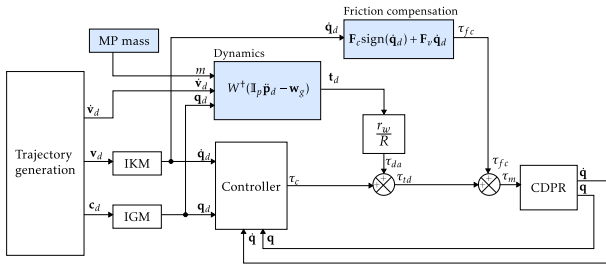 Friction compensation
q̇_d
F_c sign(q̇_d) + F_v q̇_d
τ_fc
MP mass
Dynamics
m
v̇_d
q_d
W^†(𝕀_p p̈_d − w_g)
t_d
v̇_d
r_w/R
Trajectory
generation
v_d
IKM
q̇_d
Controller
τ_c
τ_da
τ_td
τ_fc
τ_m
CDPR
q̇
q
c_d
IGM
q_d
q̇ q